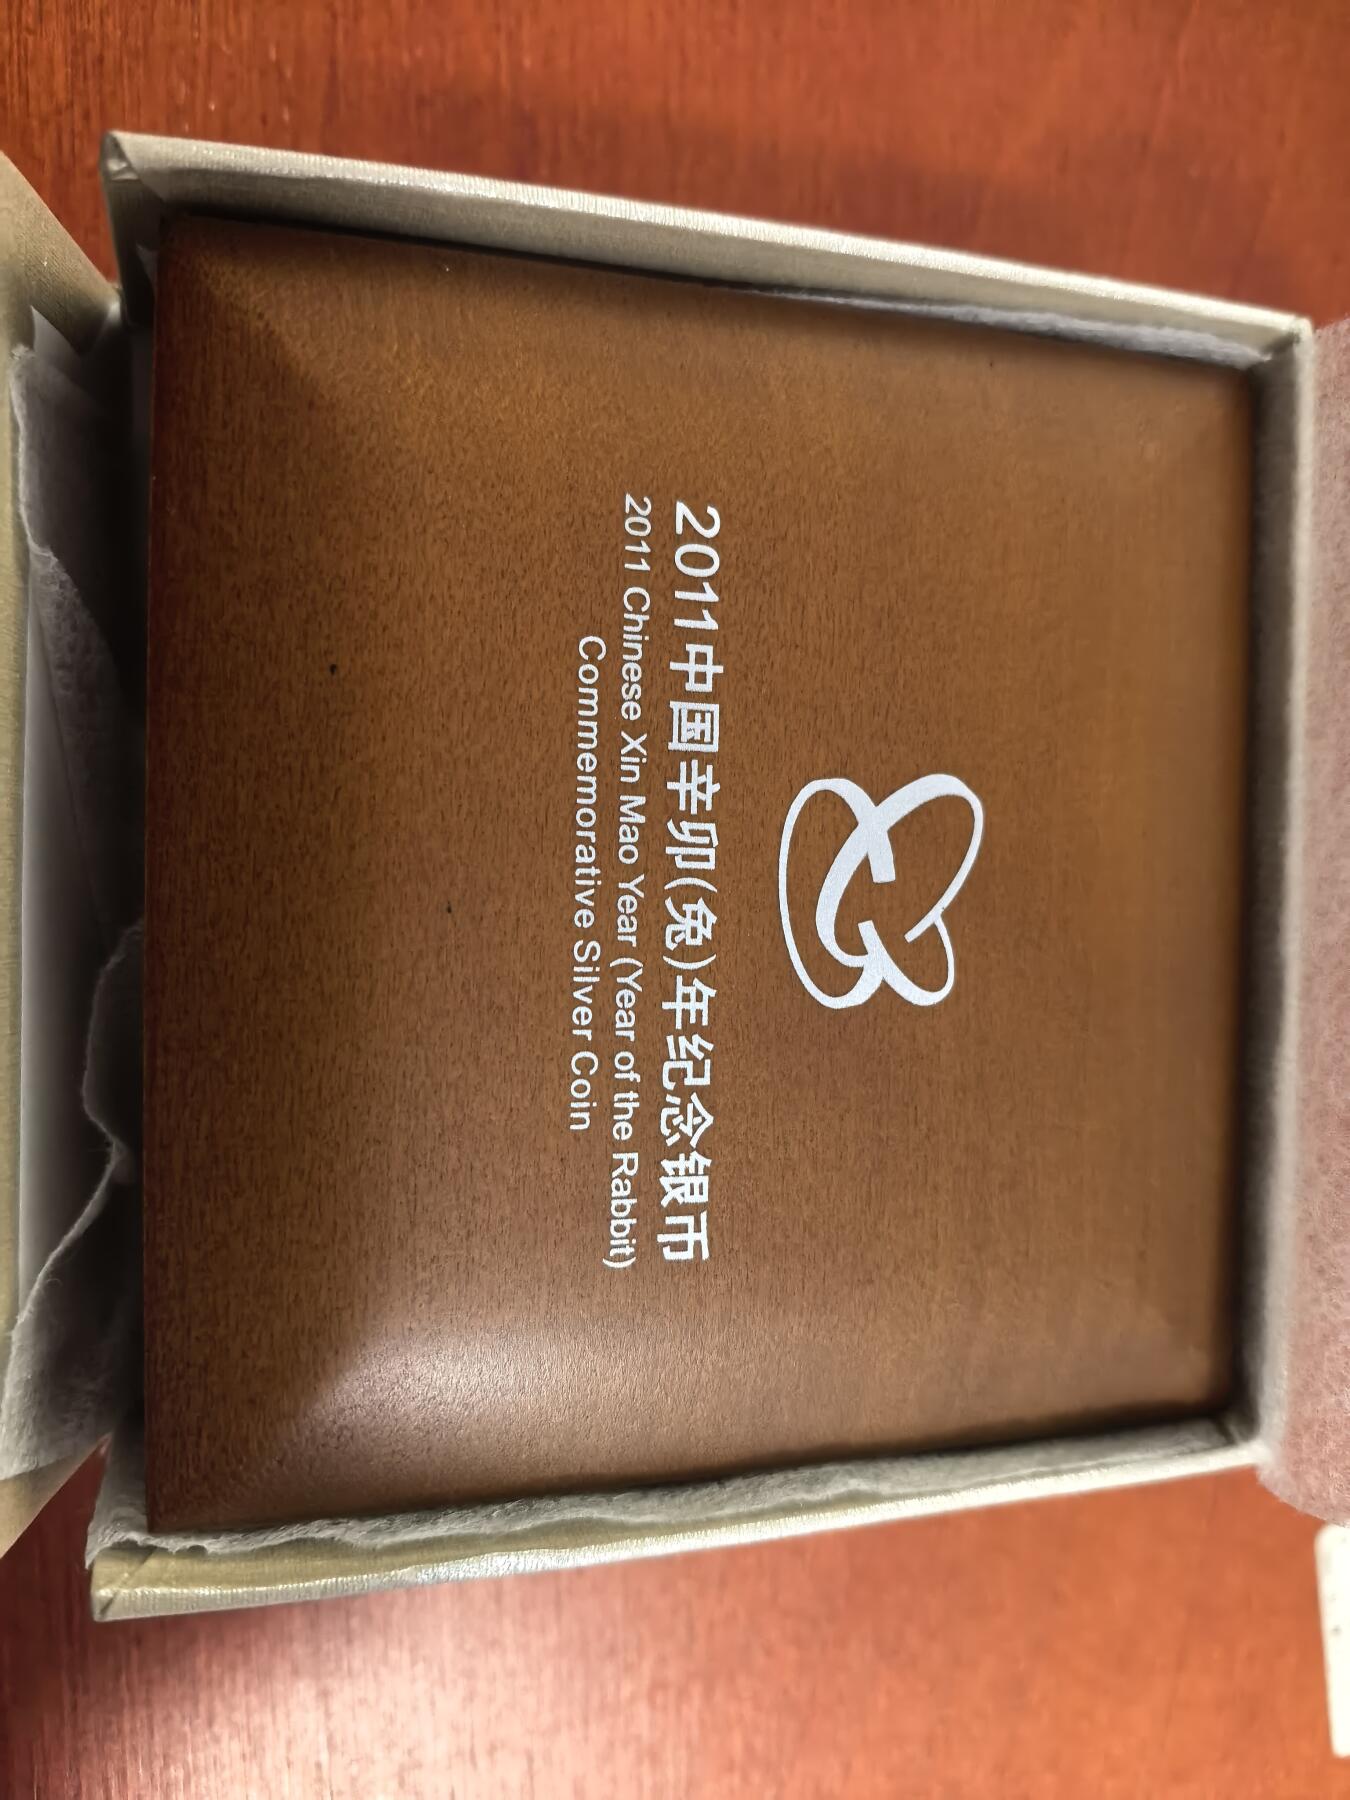 2011中国辛卯(兔)年纪念银币
2011 Chinese Xin Mao Year (Year of the Rabbit)
Commemorative Silver Coin